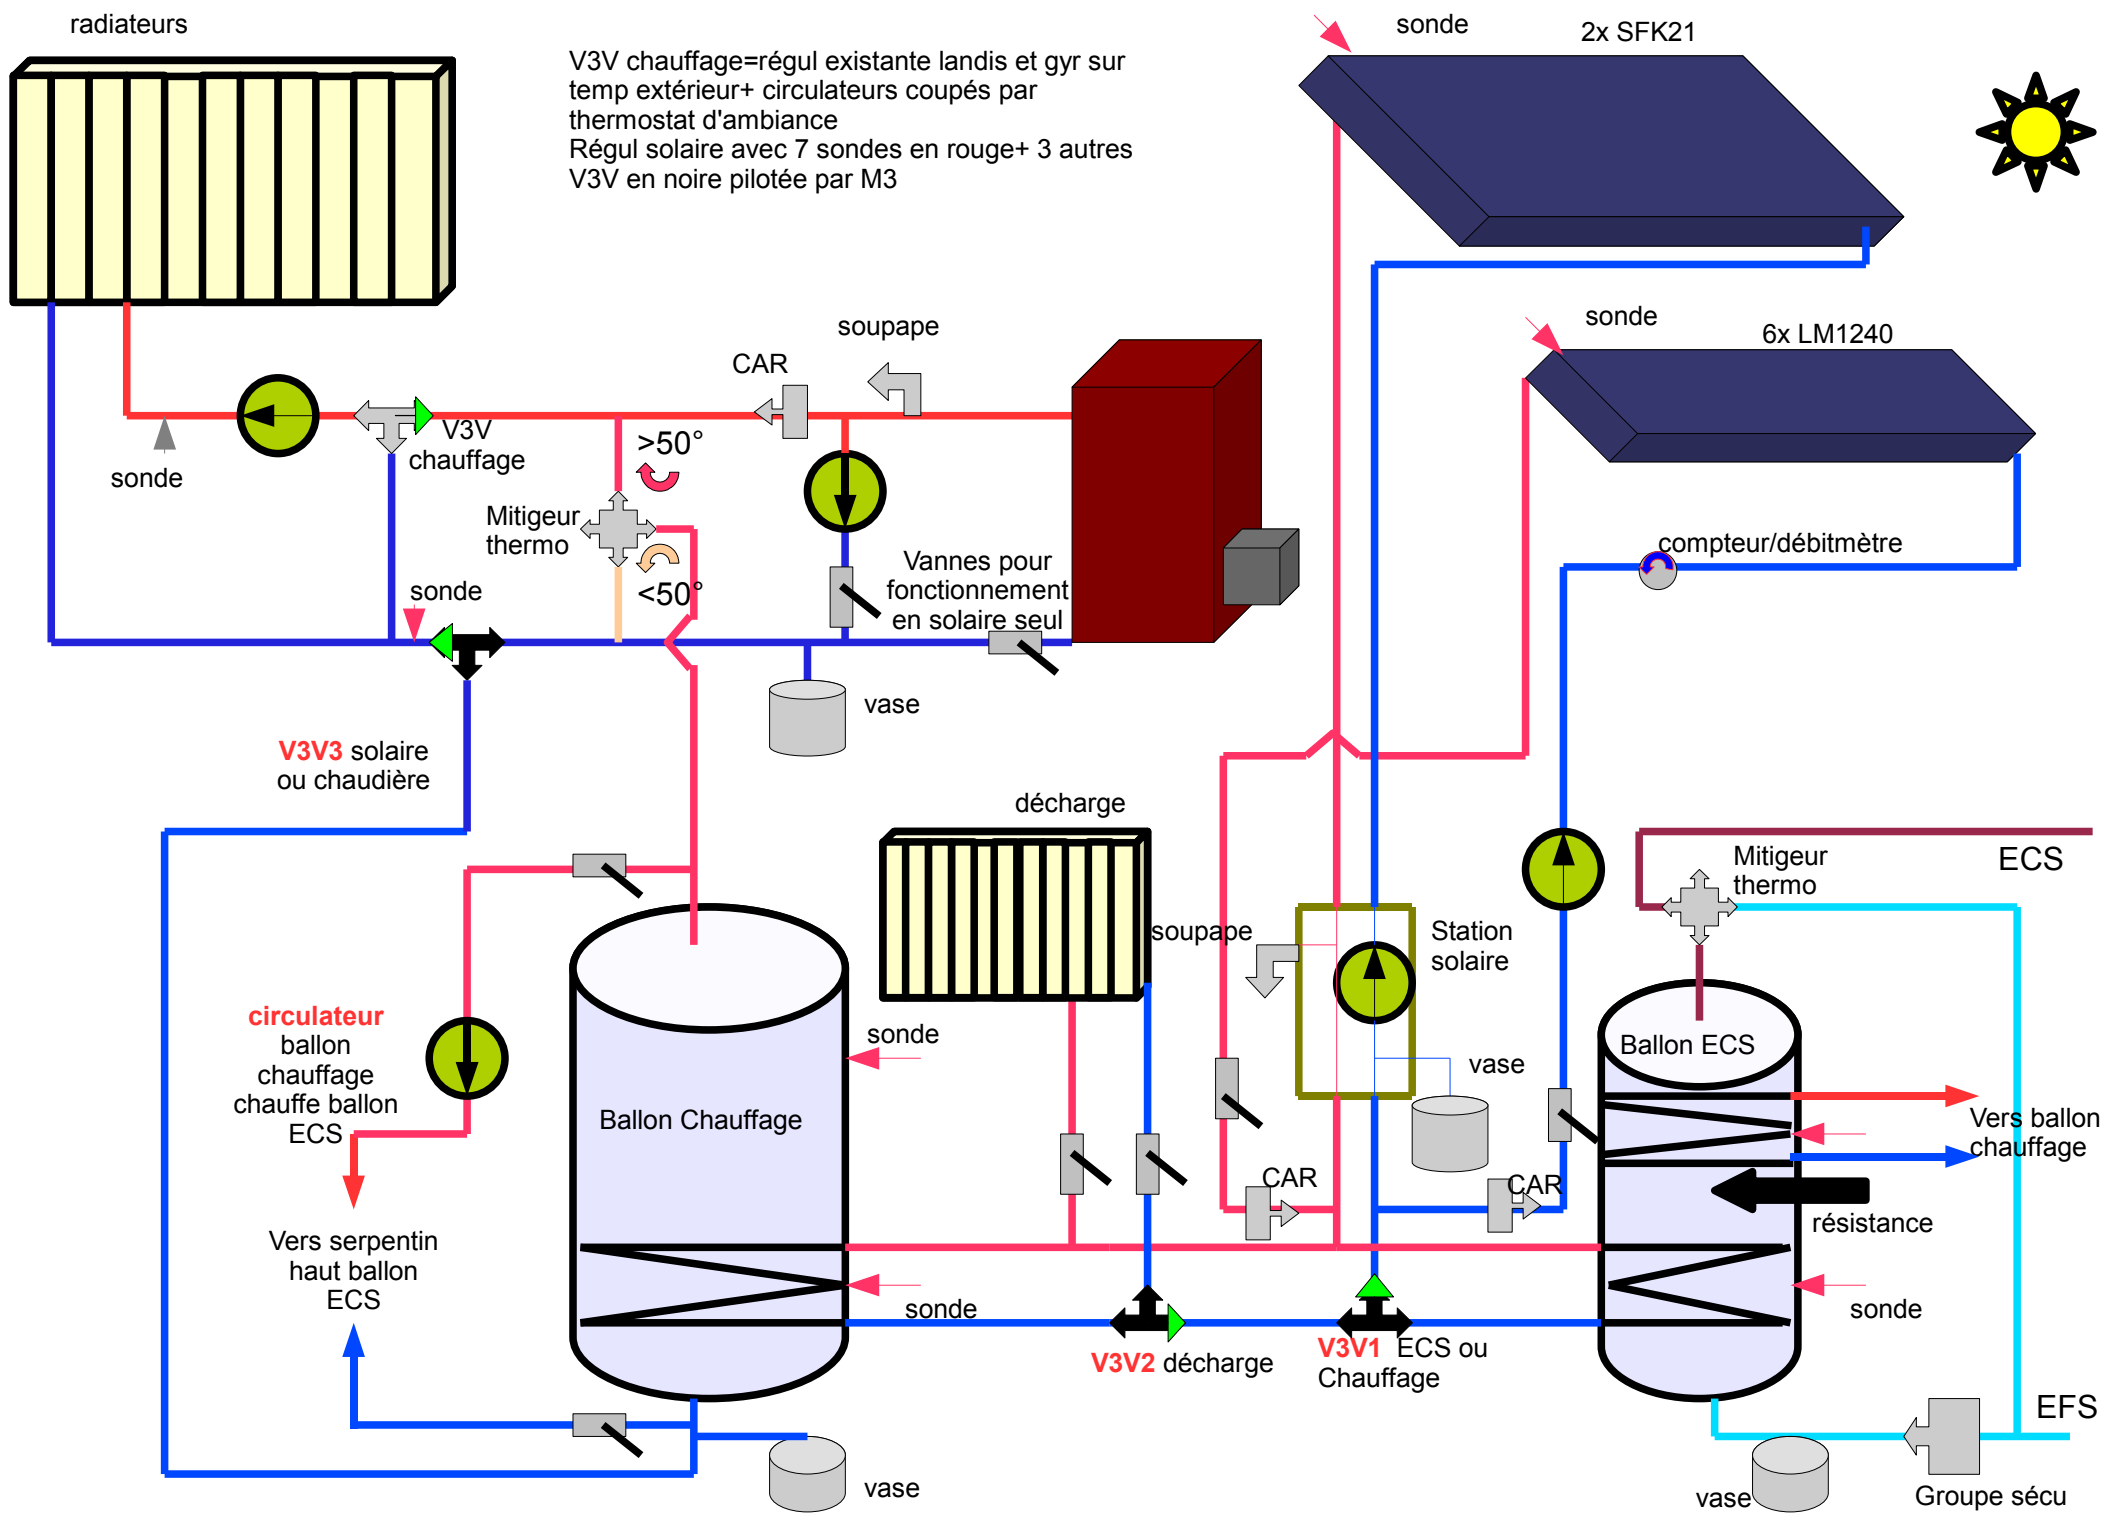 radiateurs
V3V chauffage=régul existante landis et gyr sur
temp extérieur+ circulateurs coupés par
thermostat d'ambiance
Régul solaire avec 7 sondes en rouge+ 3 autres
V3V en noire pilotée par M3
sonde
2x SFK21
sonde
6x LM1240
soupape
CAR
V3V
chauffage
>50°
sonde
Mitigeur
thermo
<50°
sonde
Vannes pour
fonctionnement
en solaire seul
compteur/débitmètre
vase
V3V3 solaire
ou chaudière
décharge
Mitigeur
thermo
ECS
soupape
Station
solaire
circulateur
ballon
chauffage
chauffe ballon
ECS
sonde
Ballon Chauffage
vase
Ballon ECS
Vers ballon
chauffage
CAR
CAR
résistance
Vers serpentin
haut ballon
ECS
sonde
sonde
V3V2 décharge
V3V1 ECS ou
Chauffage
EFS
vase
vase
Groupe sécu